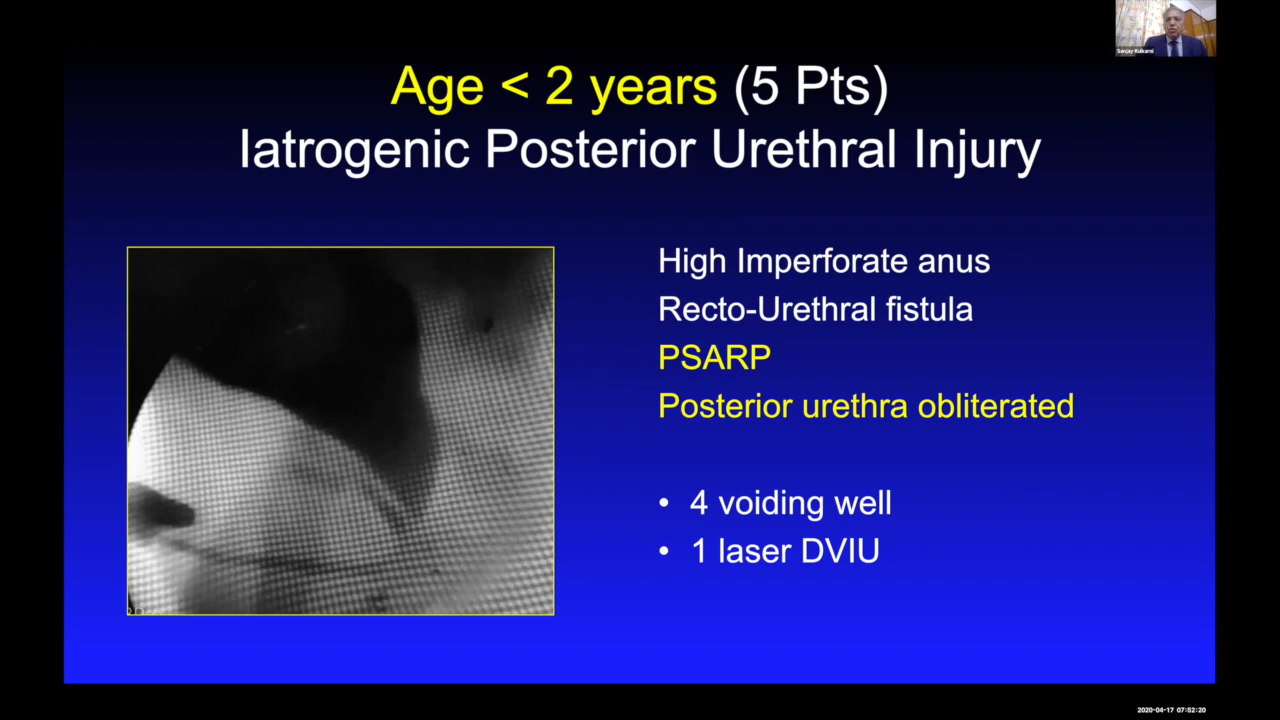 Sanjay Kulkarni
Age < 2 years (5 Pts)
Iatrogenic Posterior Urethral Injury
High Imperforate anus
Recto-Urethral fistula
PSARP
Posterior urethra obliterated
• 4 voiding well
• 1 laser DVIU
2020-04-17 07:52:20